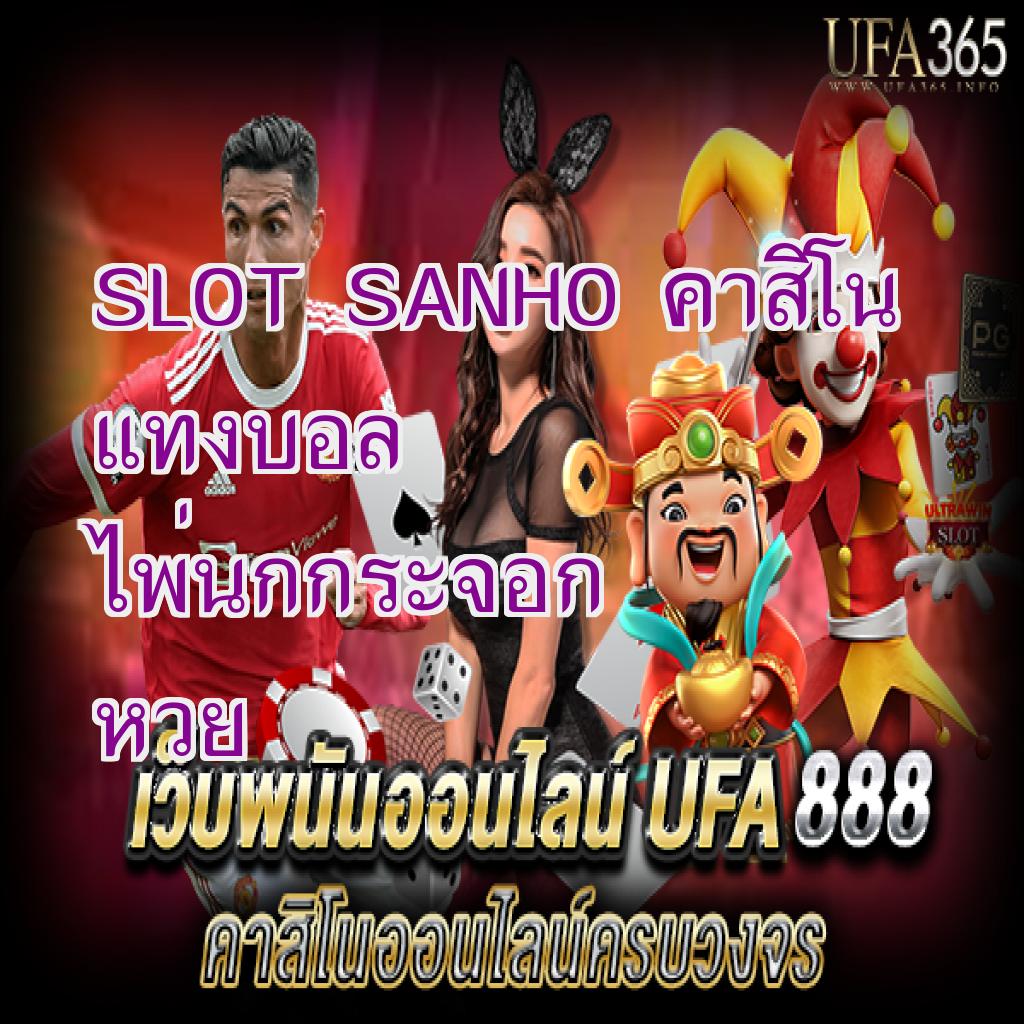 UFA365
WWW.UFA365.INFO
SLOT SANHO คาสิโน
PG
แทงบอล
ULTRAWIN
SLOT
ไพ่นกกระจอก
หวย
เว็บพนันออนไลน์ UFA 888
คาสิโนออนไลน์ครบวงจร